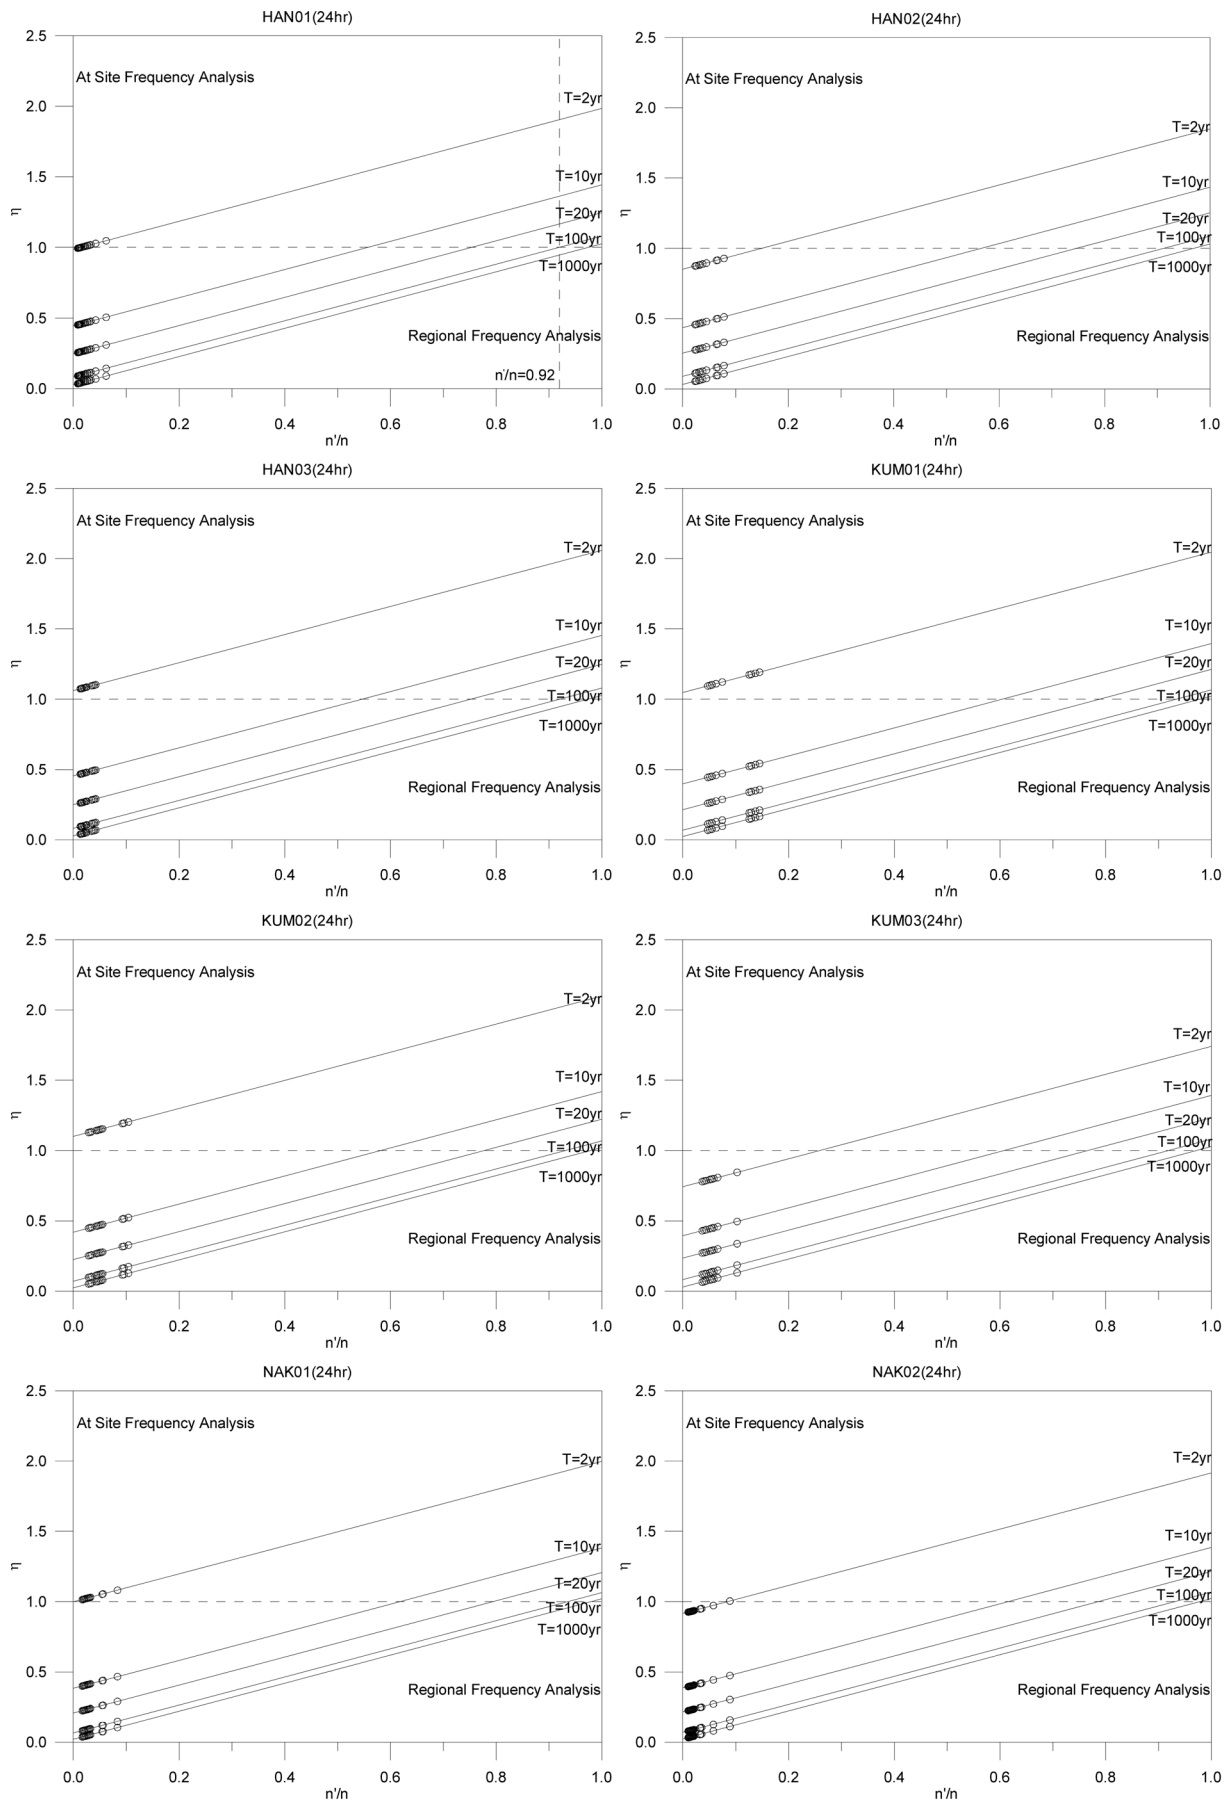 HAN01(24hr)
2.5
2.0
1.5
1.0
0.5
0.0
η
At Site Frequency Analysis
T=2yr
T=10yr
T=20yr
T=100yr
T=1000yr
Regional Frequency Analysis
n'/n=0.92
0.0 0.2 0.4 0.6 0.8 1.0
n'/n
HAN02(24hr)
2.5
2.0
1.5
1.0
0.5
0.0
η
At Site Frequency Analysis
T=2yr
T=10yr
T=20yr
T=100yr
T=1000yr
Regional Frequency Analysis
0.0 0.2 0.4 0.6 0.8 1.0
n'/n
HAN03(24hr)
2.5
2.0
1.5
1.0
0.5
0.0
η
At Site Frequency Analysis
T=2yr
T=10yr
T=20yr
T=100yr
T=1000yr
Regional Frequency Analysis
0.0 0.2 0.4 0.6 0.8 1.0
n'/n
KUM01(24hr)
2.5
2.0
1.5
1.0
0.5
0.0
η
At Site Frequency Analysis
T=2yr
T=10yr
T=20yr
T=100yr
T=1000yr
Regional Frequency Analysis
0.0 0.2 0.4 0.6 0.8 1.0
n'/n
KUM02(24hr)
2.5
2.0
1.5
1.0
0.5
0.0
η
At Site Frequency Analysis
T=2yr
T=10yr
T=20yr
T=100yr
T=1000yr
Regional Frequency Analysis
0.0 0.2 0.4 0.6 0.8 1.0
n'/n
KUM03(24hr)
2.5
2.0
1.5
1.0
0.5
0.0
η
At Site Frequency Analysis
T=2yr
T=10yr
T=20yr
T=100yr
T=1000yr
Regional Frequency Analysis
0.0 0.2 0.4 0.6 0.8 1.0
n'/n
NAK01(24hr)
2.5
2.0
1.5
1.0
0.5
0.0
η
At Site Frequency Analysis
T=2yr
T=10yr
T=20yr
T=100yr
T=1000yr
Regional Frequency Analysis
0.0 0.2 0.4 0.6 0.8 1.0
n'/n
NAK02(24hr)
2.5
2.0
1.5
1.0
0.5
0.0
η
At Site Frequency Analysis
T=2yr
T=10yr
T=20yr
T=100yr
T=1000yr
Regional Frequency Analysis
0.0 0.2 0.4 0.6 0.8 1.0
n'/n